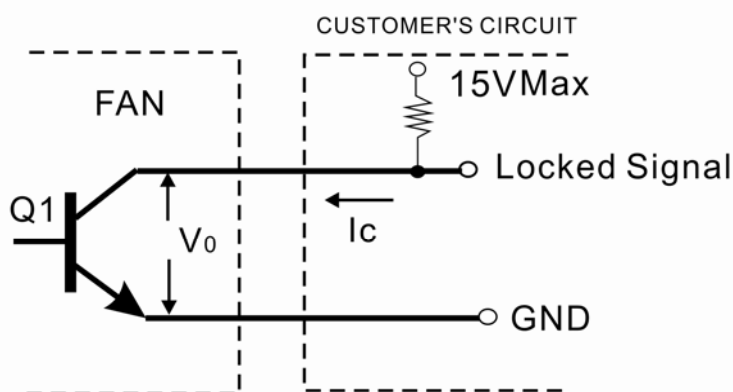 CUSTOMER'S CIRCUIT
FAN
15VMax
Locked Signal
Q1
V0
Ic
GND